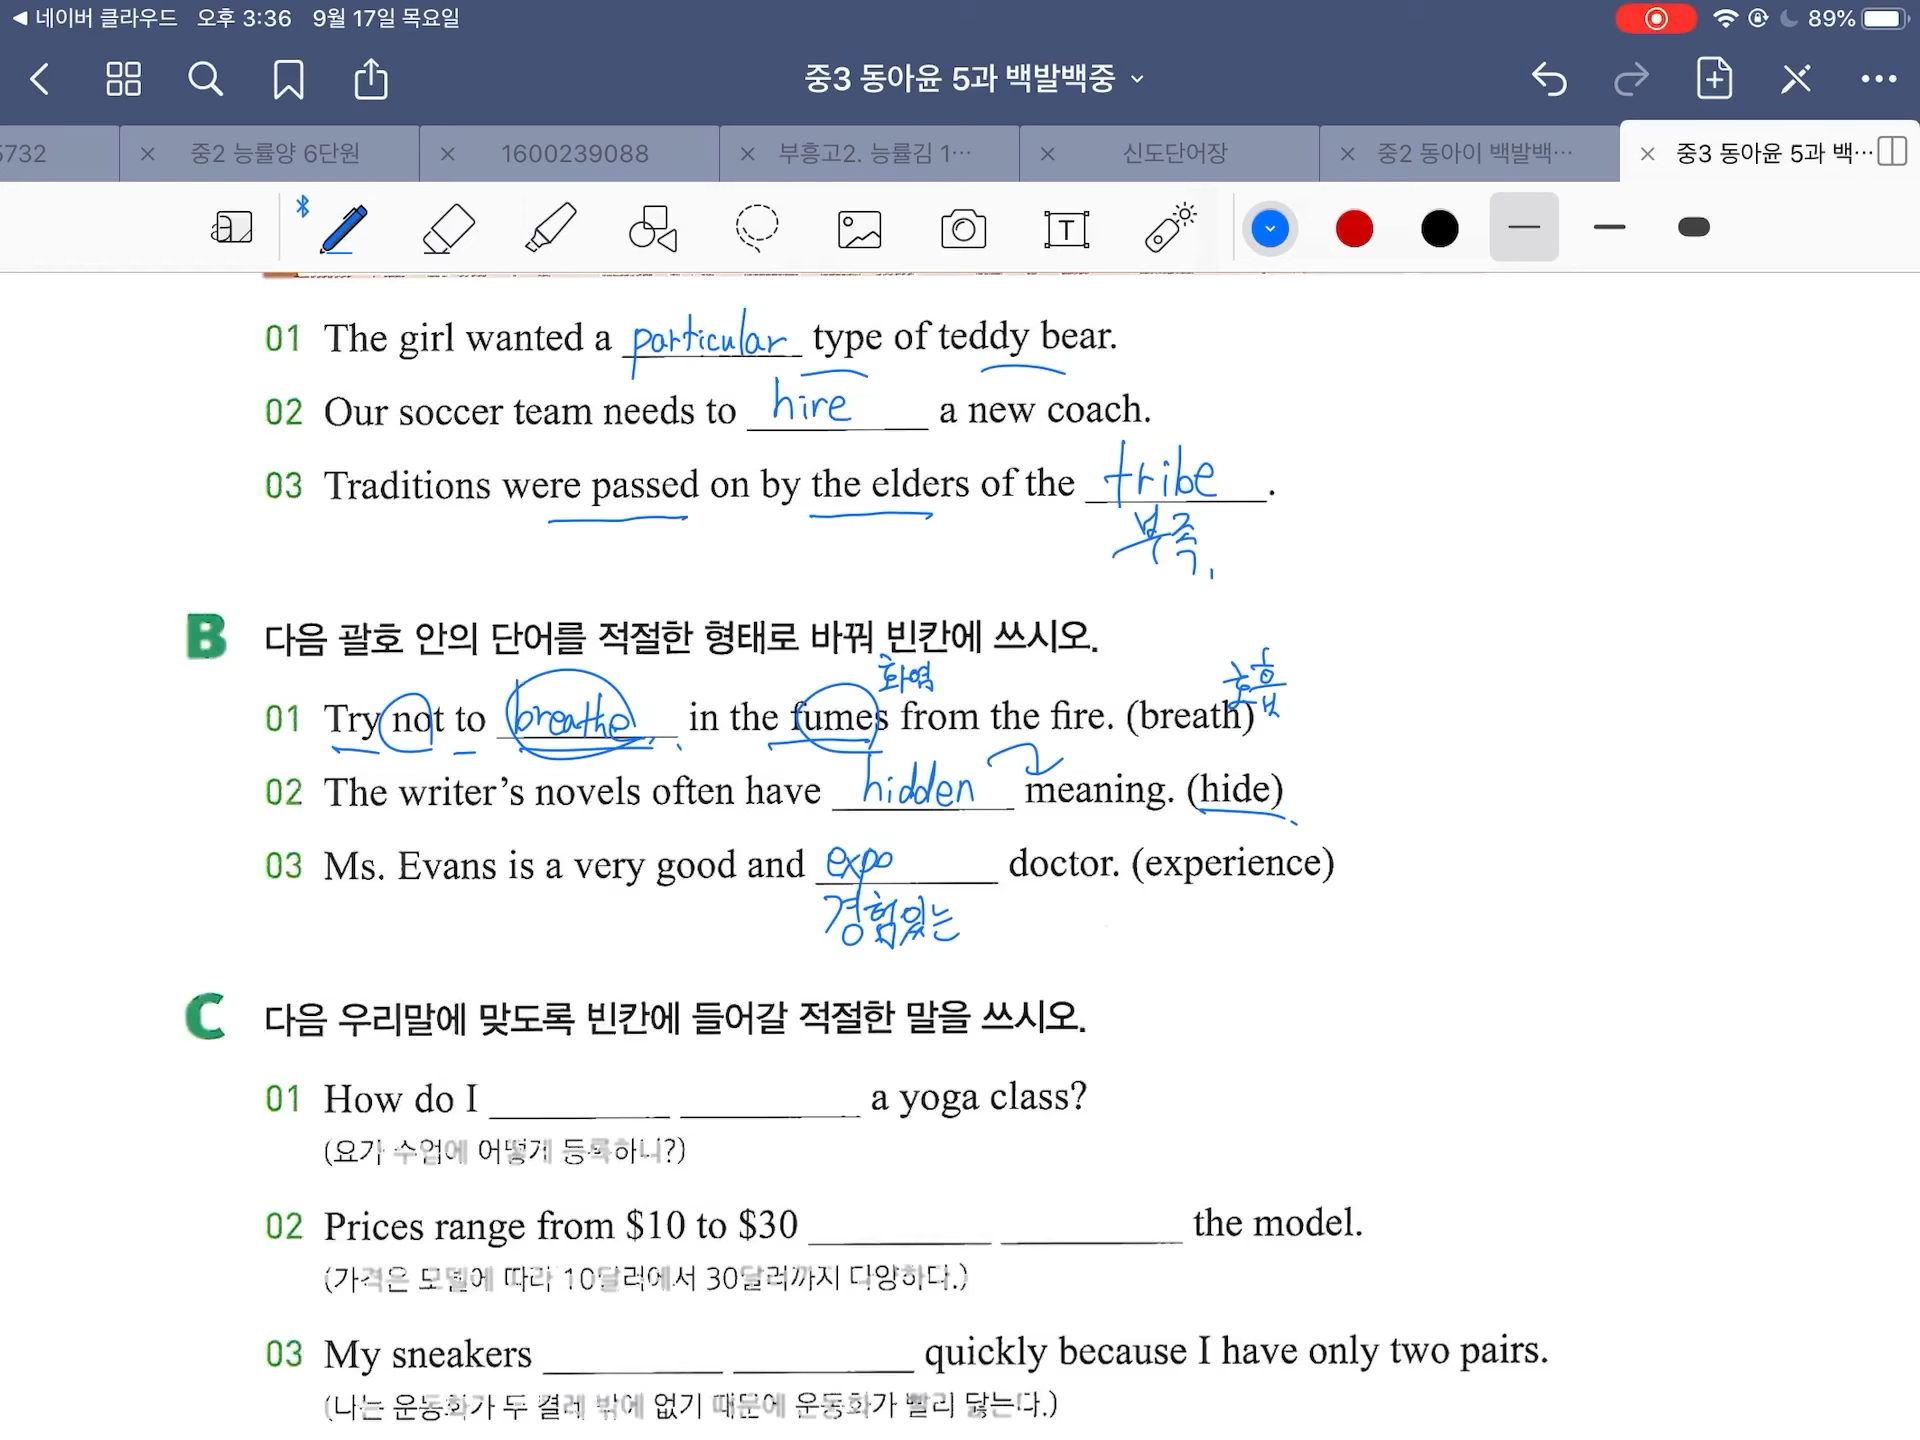 네이버 클라우드 오후 3:36 9월 17일 목요일 89%
중3 동아윤 5과 백발백중
5732 중2 능률양 6단원 1600239088 부흥고2. 능률김 1… 신도단어장 중2 동아이 백발백… 중3 동아윤 5과 백…
01 The girl wanted a particular type of teddy bear.
02 Our soccer team needs to hire a new coach.
03 Traditions were passed on by the elders of the tribe.
부족
B 다음 괄호 안의 단어를 적절한 형태로 바꿔 빈칸에 쓰시오.
화염 호흡
01 Try not to breathe in the fumes from the fire. (breath)
02 The writer's novels often have hidden meaning. (hide)
03 Ms. Evans is a very good and expe doctor. (experience)
경험있는
C 다음 우리말에 맞도록 빈칸에 들어갈 적절한 말을 쓰시오.
01 How do I ________ ________ a yoga class?
(요가 수업에 어떻게 등록하니?)
02 Prices range from $10 to $30 ________ ________ the model.
(가격은 모델에 따라 10달러에서 30달러까지 다양하다.)
03 My sneakers ________ ________ quickly because I have only two pairs.
(나는 운동화가 두 켤레 밖에 없기 때문에 운동화가 빨리 닳는다.)